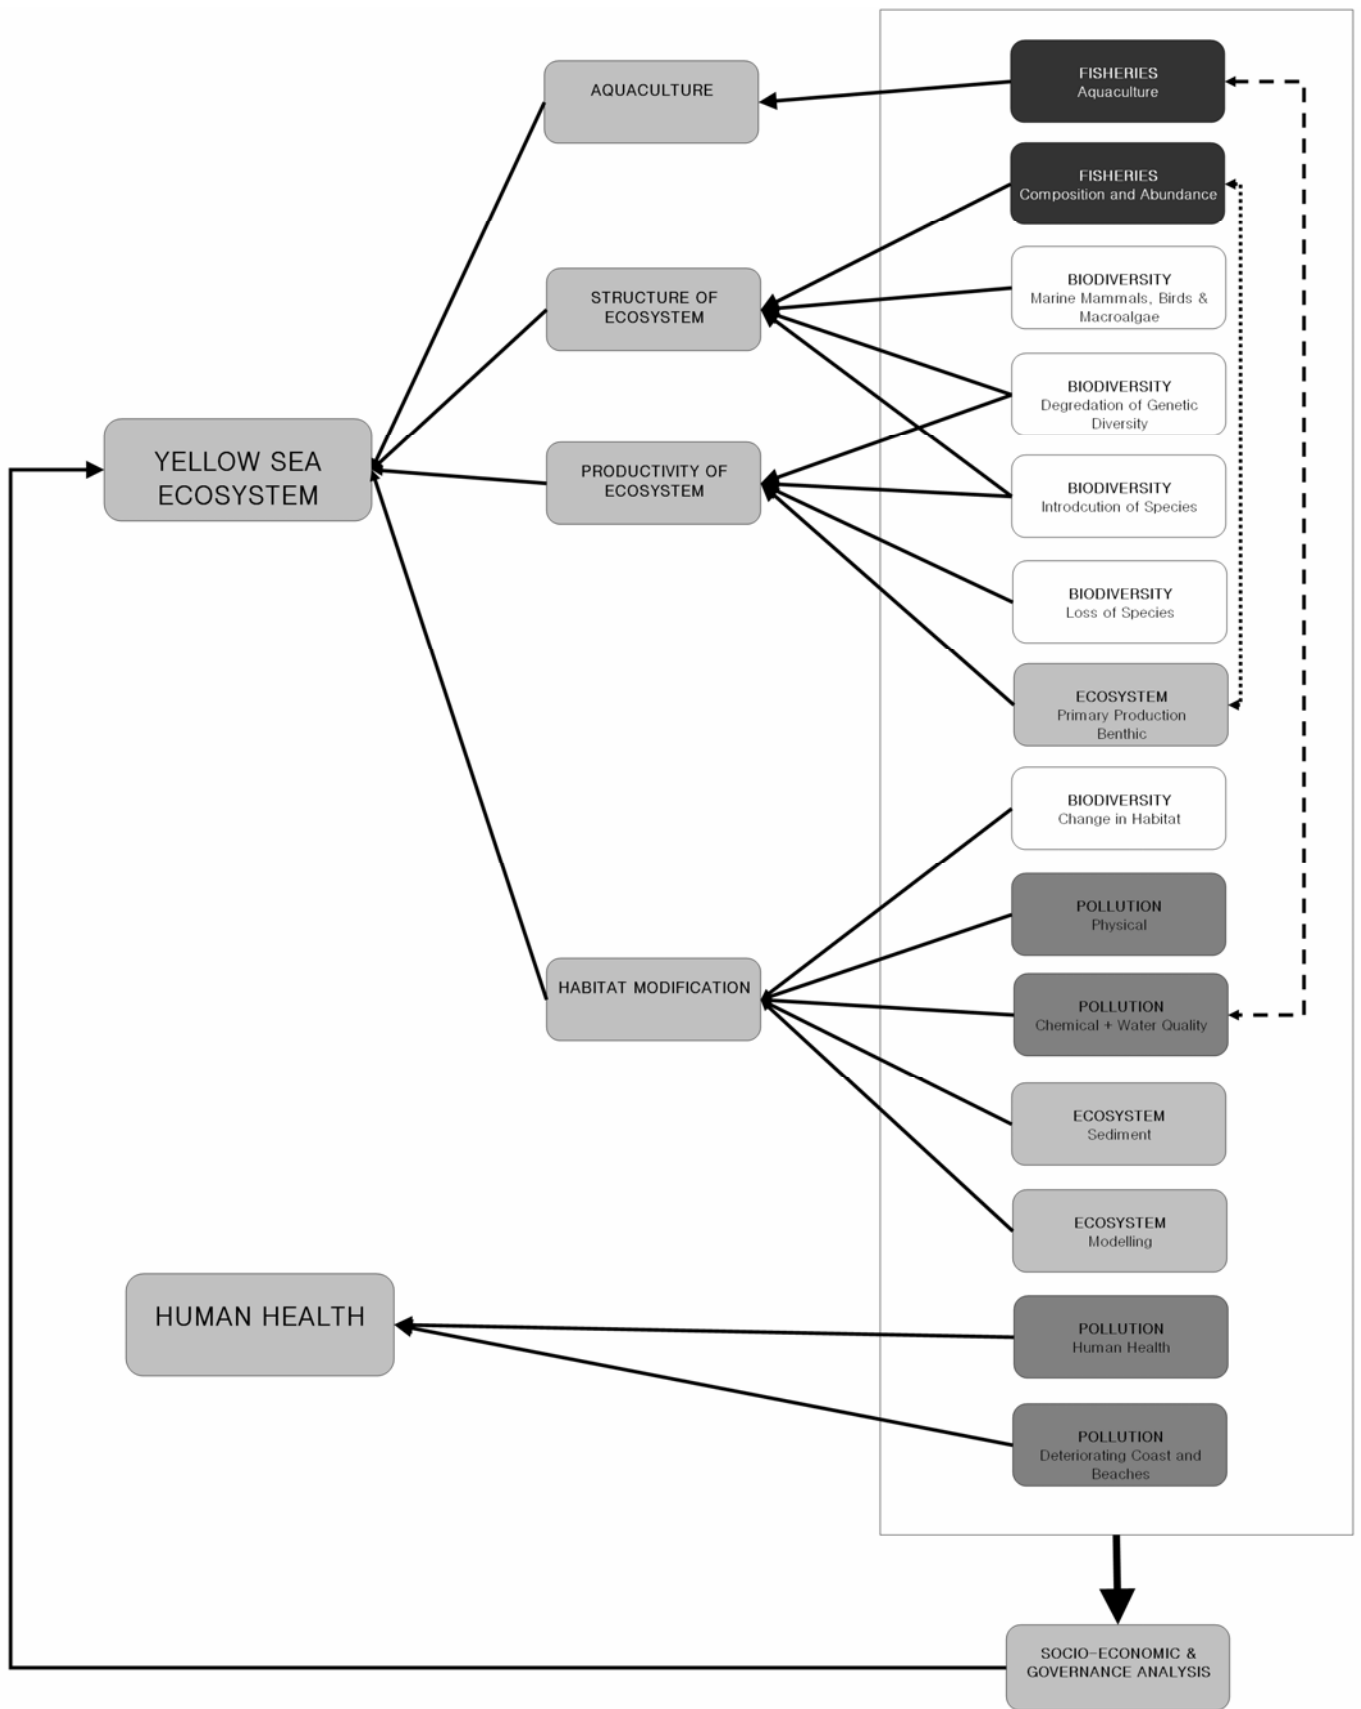 FISHERIES
Aquaculture
AQUACULTURE
FISHERIES
Composition and Abundance
BIODIVERSITY
Marine Mammals, Birds &
Macroalgae
STRUCTURE OF
ECOSYSTEM
BIODIVERSITY
Degredation of Genetic
Diversity
YELLOW SEA
ECOSYSTEM
PRODUCTIVITY OF
ECOSYSTEM
BIODIVERSITY
Introdcution of Species
BIODIVERSITY
Loss of Species
ECOSYSTEM
Primary Production
Benthic
BIODIVERSITY
Change in Habitat
POLLUTION
Physical
HABITAT MODIFICATION
POLLUTION
Chemical + Water Quality
ECOSYSTEM
Sediment
ECOSYSTEM
Modelling
HUMAN HEALTH
POLLUTION
Human Health
POLLUTION
Deteriorating Coast and
Beaches
SOCIO-ECONOMIC &
GOVERNANCE ANALYSIS